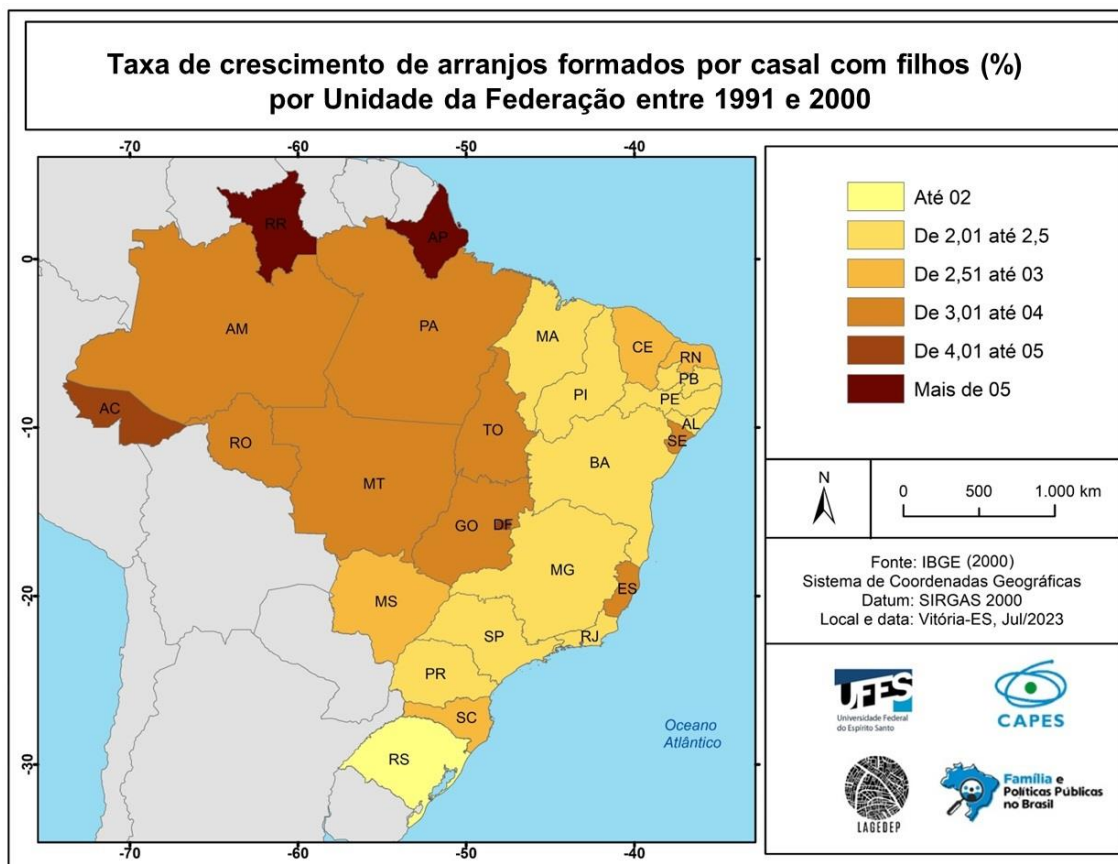 Taxa de crescimento de arranjos formados por casal com filhos (%)
por Unidade da Federação entre 1991 e 2000
-70 -60 -50 -40
0
-10
-20
-30
-70 -60 -50 -40
RR
AP
AM
PA
MA
CE
RN
PB
PE
PI
AL
SE
AC
RO
TO
BA
MT
GO
DF
MG
ES
MS
SP
RJ
PR
SC
RS
Oceano
Atlântico
Até 02
De 2,01 até 2,5
De 2,51 até 03
De 3,01 até 04
De 4,01 até 05
Mais de 05
N
0 500 1.000 km
Fonte: IBGE (2000)
Sistema de Coordenadas Geográficas
Datum: SIRGAS 2000
Local e data: Vitória-ES, Jul/2023
UFES
Universidade Federal
do Espírito Santo
CAPES
LAGEDEP
Família e
Políticas Públicas
no Brasil